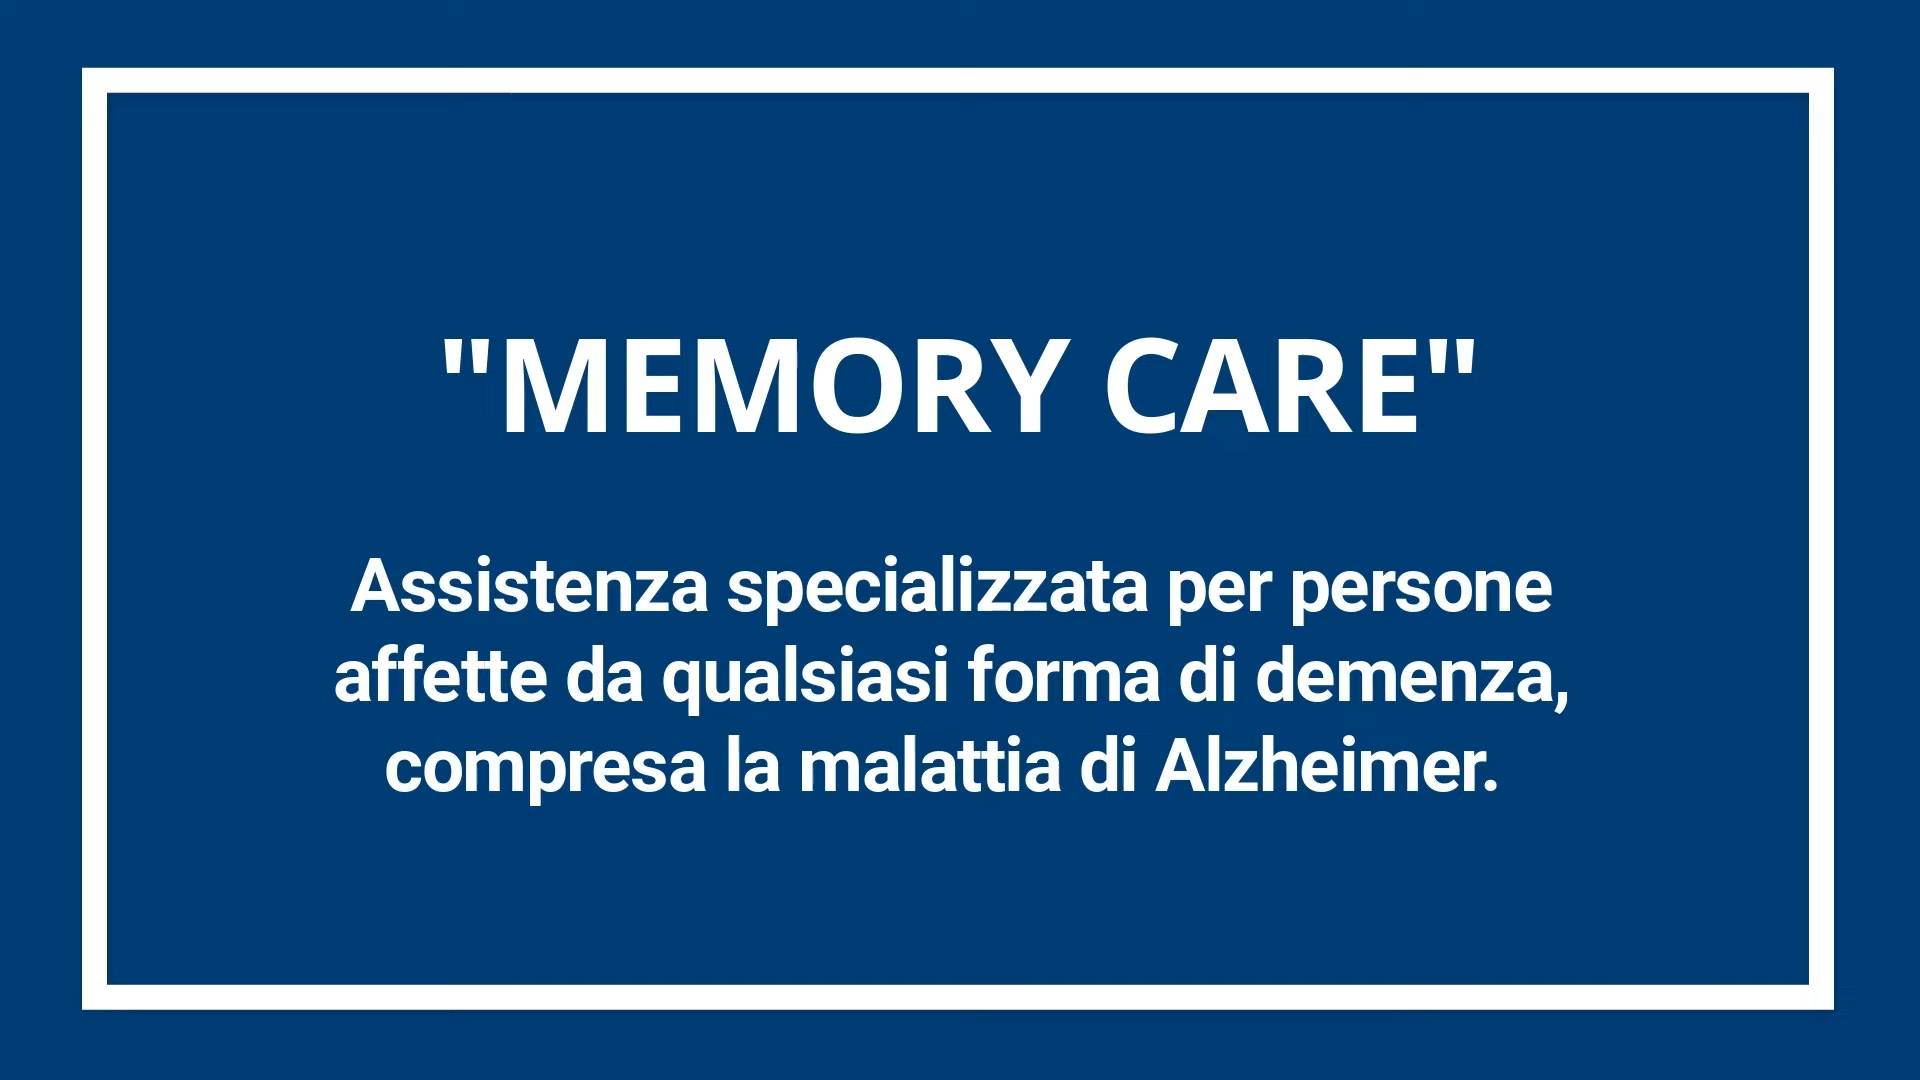 "MEMORY CARE"
Assistenza specializzata per persone
affette da qualsiasi forma di demenza,
compresa la malattia di Alzheimer.